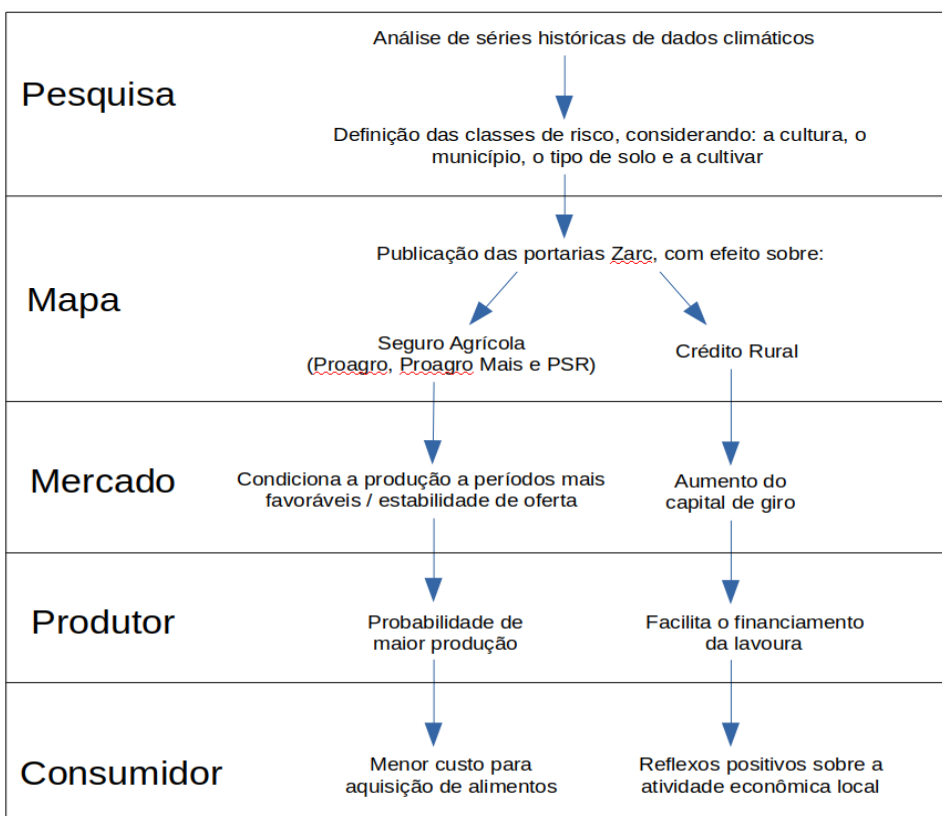 Análise de séries históricas de dados climáticos
Pesquisa
Definição das classes de risco, considerando: a cultura, o
município, o tipo de solo e a cultivar
Publicação das portarias Zarc, com efeito sobre:
Mapa
Seguro Agrícola
(Proagro, Proagro Mais e PSR)
Crédito Rural
Mercado
Condiciona a produção a períodos mais
favoráveis / estabilidade de oferta
Aumento do
capital de giro
Produtor
Probabilidade de
maior produção
Facilita o financiamento
da lavoura
Consumidor
Menor custo para
aquisição de alimentos
Reflexos positivos sobre a
atividade econômica local